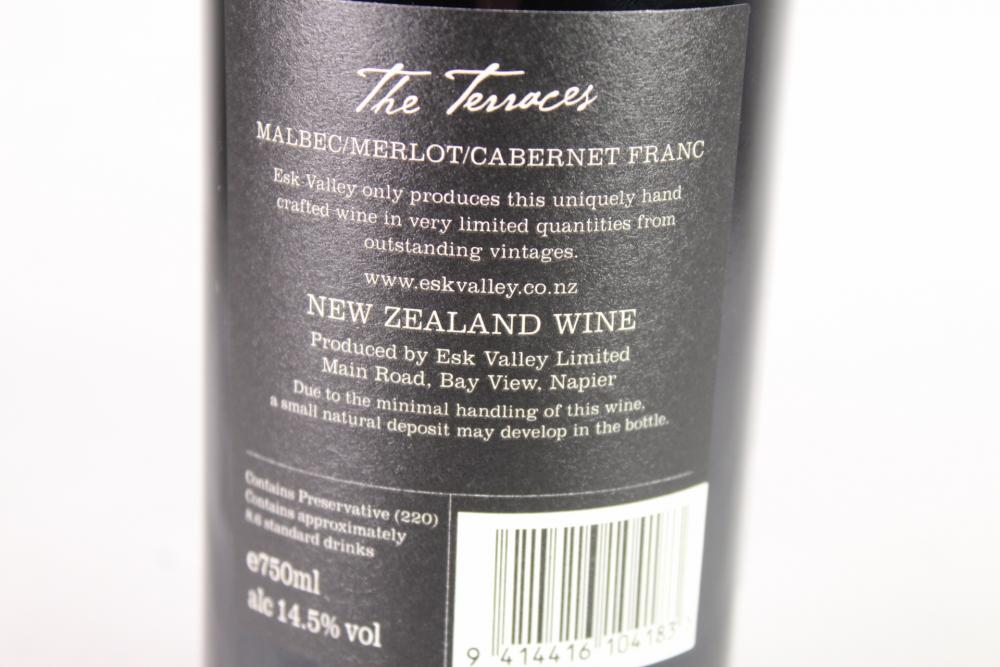 The Terraces
MALBEC/MERLOT/CABERNET FRANC
Esk Valley only produces this uniquely hand
crafted wine in very limited quantities from
outstanding vintages.
www.eskvalley.co.nz
NEW ZEALAND WINE
Produced by Esk Valley Limited
Main Road, Bay View, Napier
Due to the minimal handling of this wine,
a small natural deposit may develop in the bottle.
Contains Preservative (220)
Contains approximately
8.6 standard drinks
e750ml
alc 14.5% vol
9 414416 104183